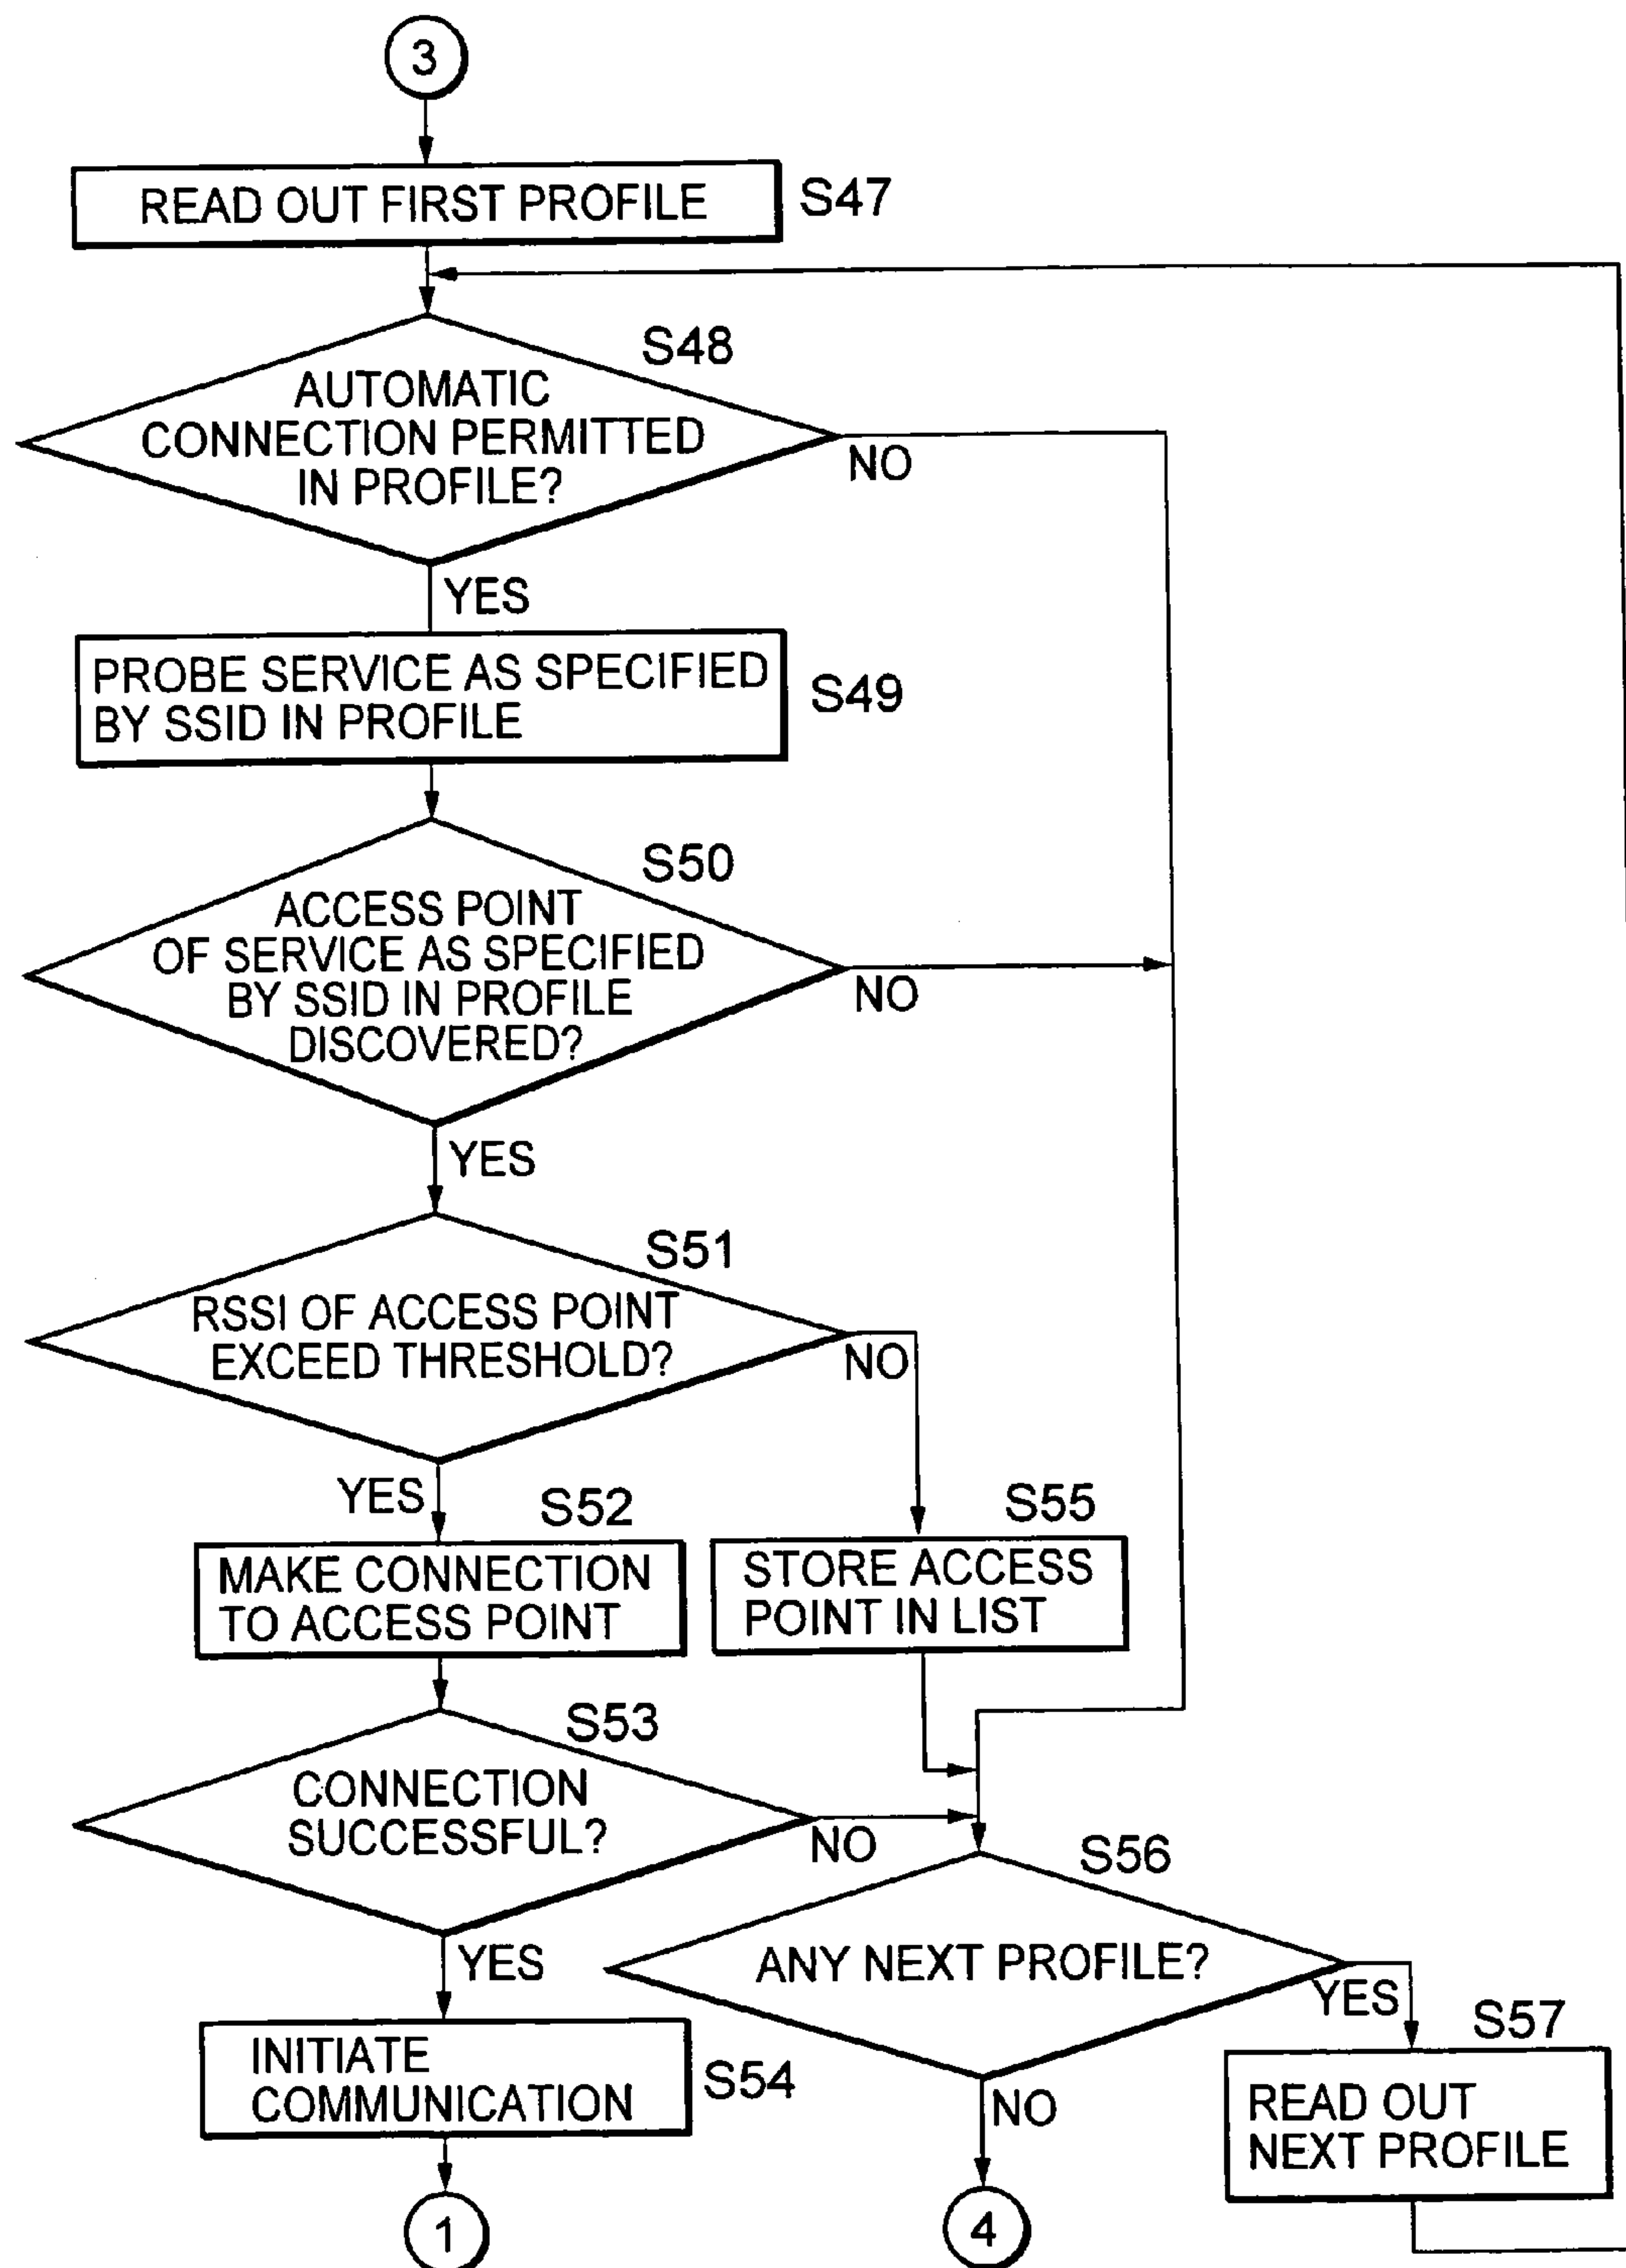 3
READ OUT FIRST PROFILE
S47
S48
AUTOMATIC
CONNECTION PERMITTED
IN PROFILE?
NO
YES
PROBE SERVICE AS SPECIFIED
BY SSID IN PROFILE
S49
S50
ACCESS POINT
OF SERVICE AS SPECIFIED
BY SSID IN PROFILE
DISCOVERED?
NO
YES
S51
RSSI OF ACCESS POINT
EXCEED THRESHOLD?
NO
YES
S52
MAKE CONNECTION
TO ACCESS POINT
S55
STORE ACCESS
POINT IN LIST
S53
CONNECTION
SUCCESSFUL?
NO
YES
S56
ANY NEXT PROFILE?
YES
NO
INITIATE
COMMUNICATION
S54
S57
READ OUT
NEXT PROFILE
1
4